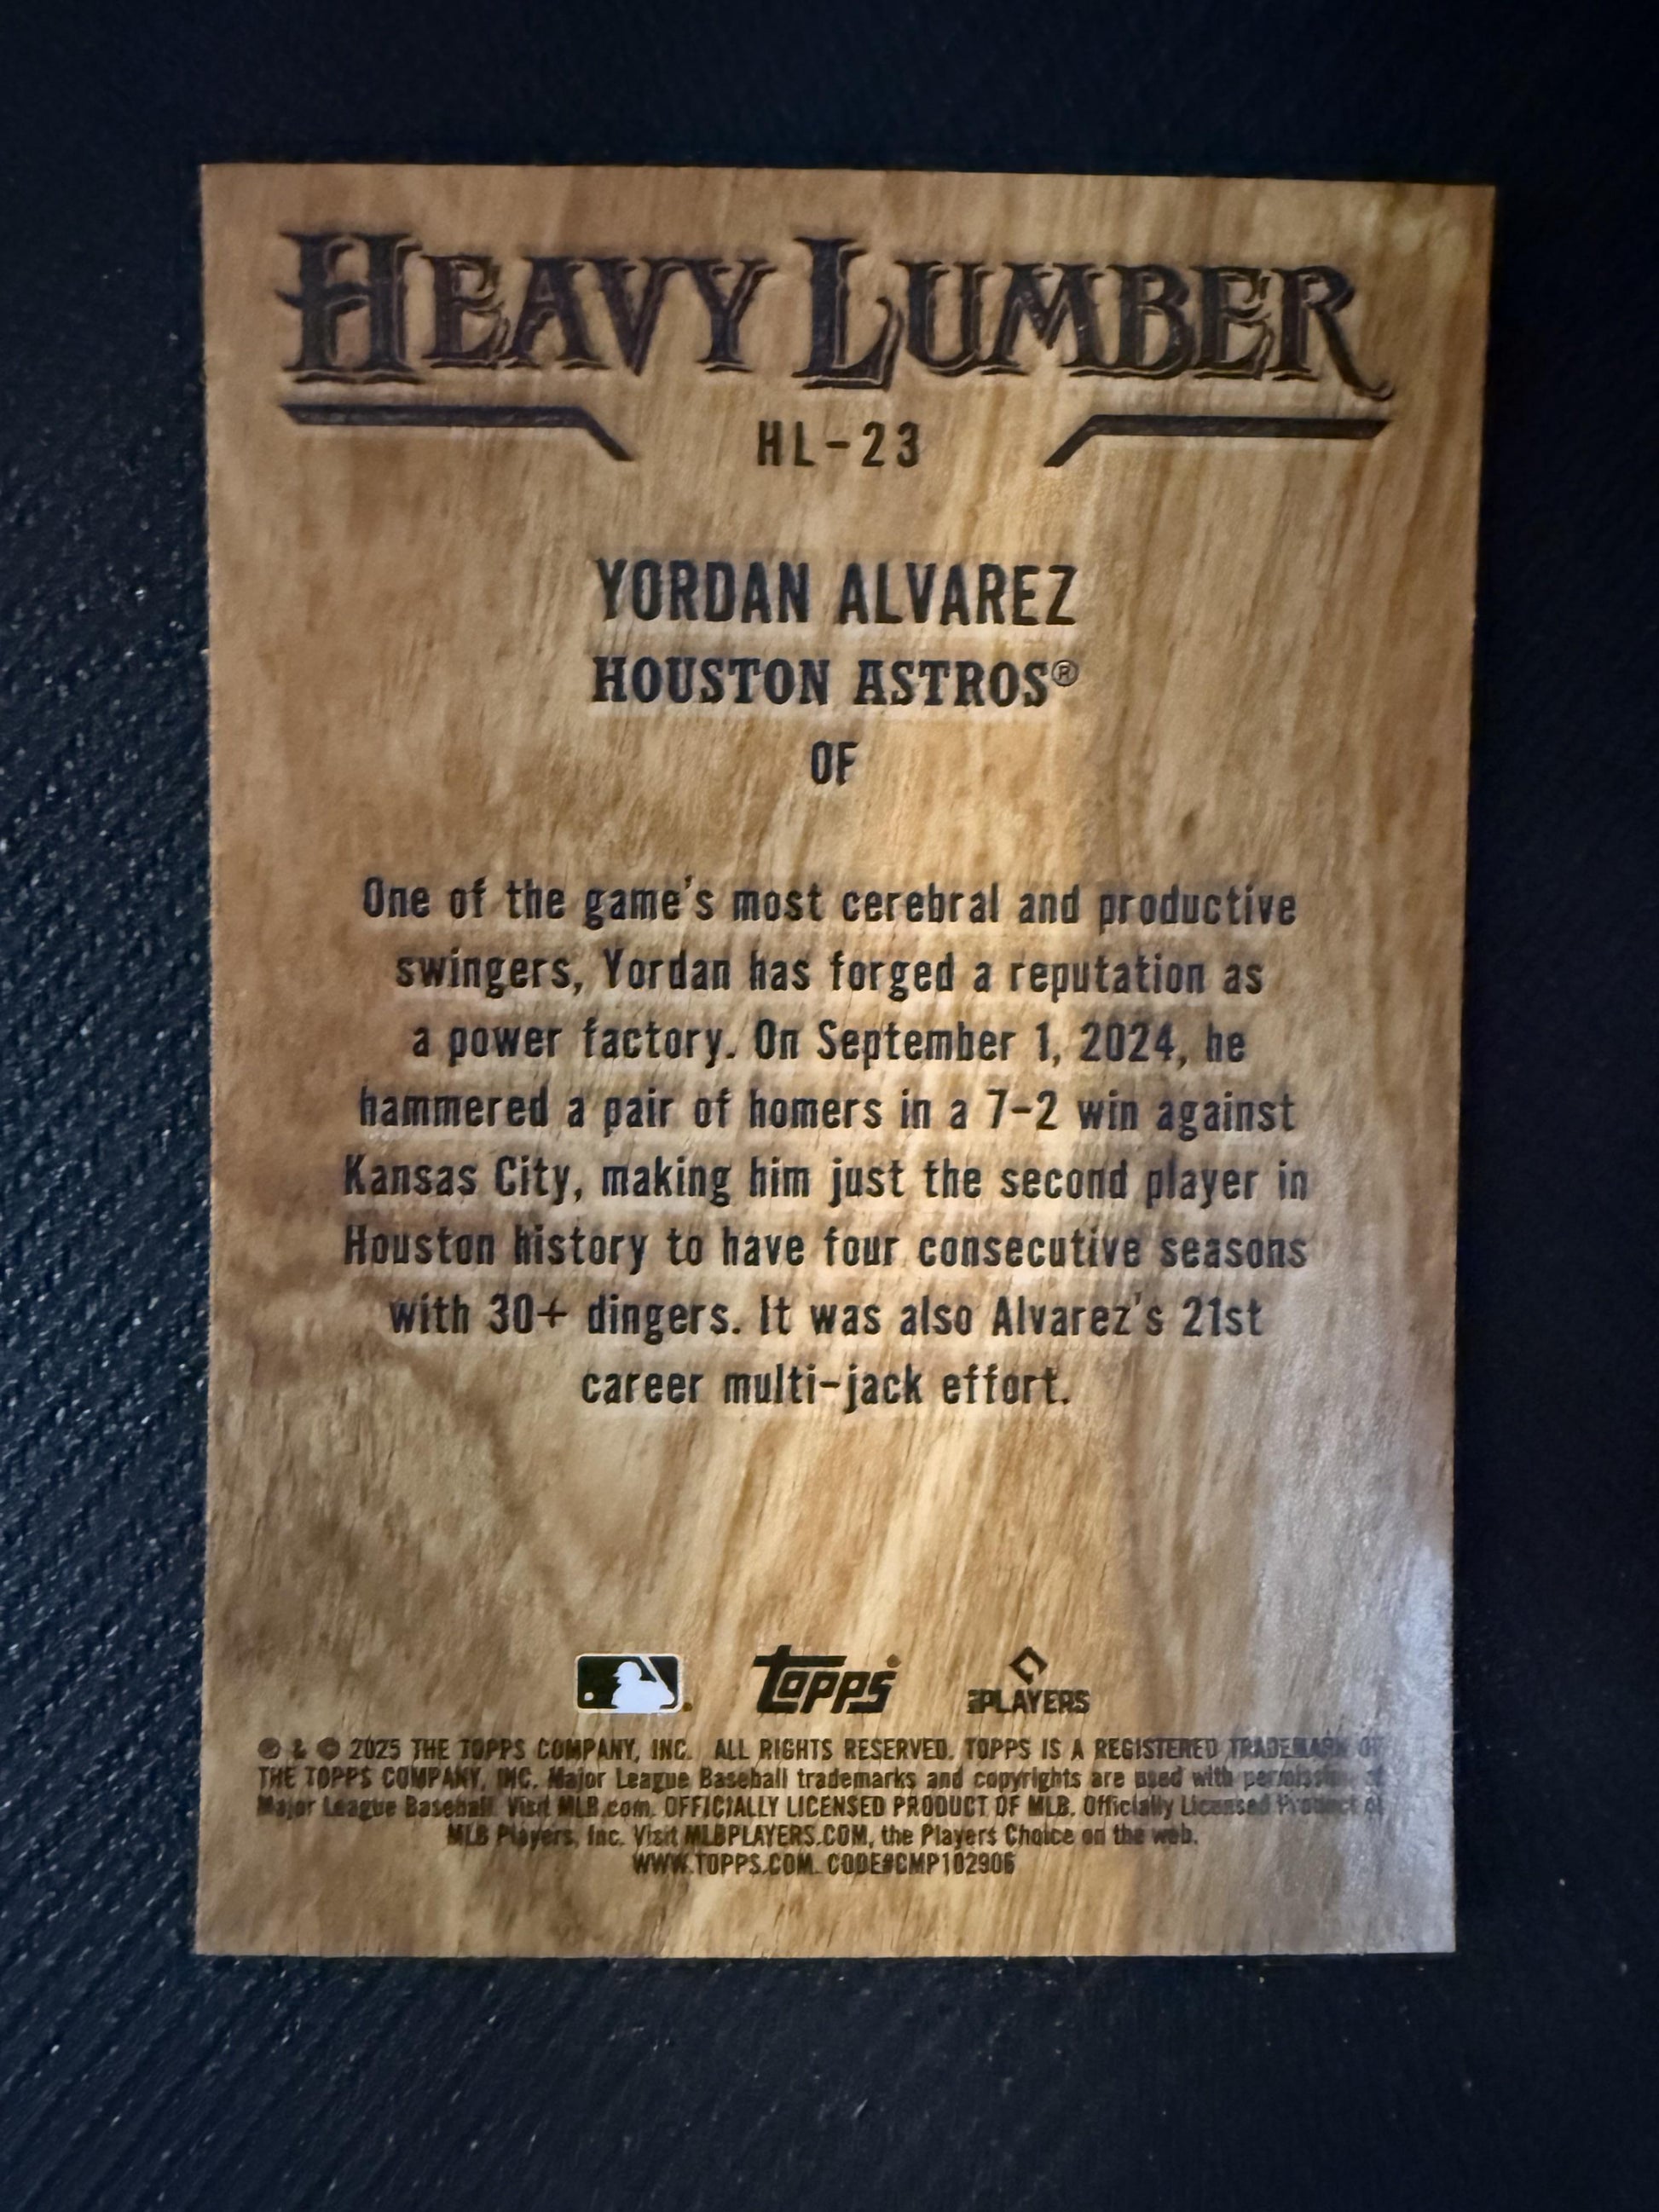 HEAVY LUMBER
HL-23
YORDAN ALVAREZ
HOUSTON ASTROS®
OF
One of the game's most cerebral and productive
swingers, Yordan has forged a reputation as
a power factory. On September 1, 2024, he
hammered a pair of homers in a 7-2 win against
Kansas City, making him just the second player in
Houston history to have four consecutive seasons
with 30+ dingers. It was also Alvarez's 21st
career multi-jack effort.
TOPPS PLAYERS
® & © 2025 THE TOPPS COMPANY, INC. ALL RIGHTS RESERVED. TOPPS IS A REGISTERED TRADEMARK OF
THE TOPPS COMPANY, INC. Major League Baseball trademarks and copyrights are used with permission of
Major League Baseball. Visit MLB.com. OFFICIALLY LICENSED PRODUCT OF MLB. Officially Licensed Product of
MLB Players, Inc. Visit MLBPLAYERS.COM, the Players Choice on the web.
WWW.TOPPS.COM. CODE#CMP102906